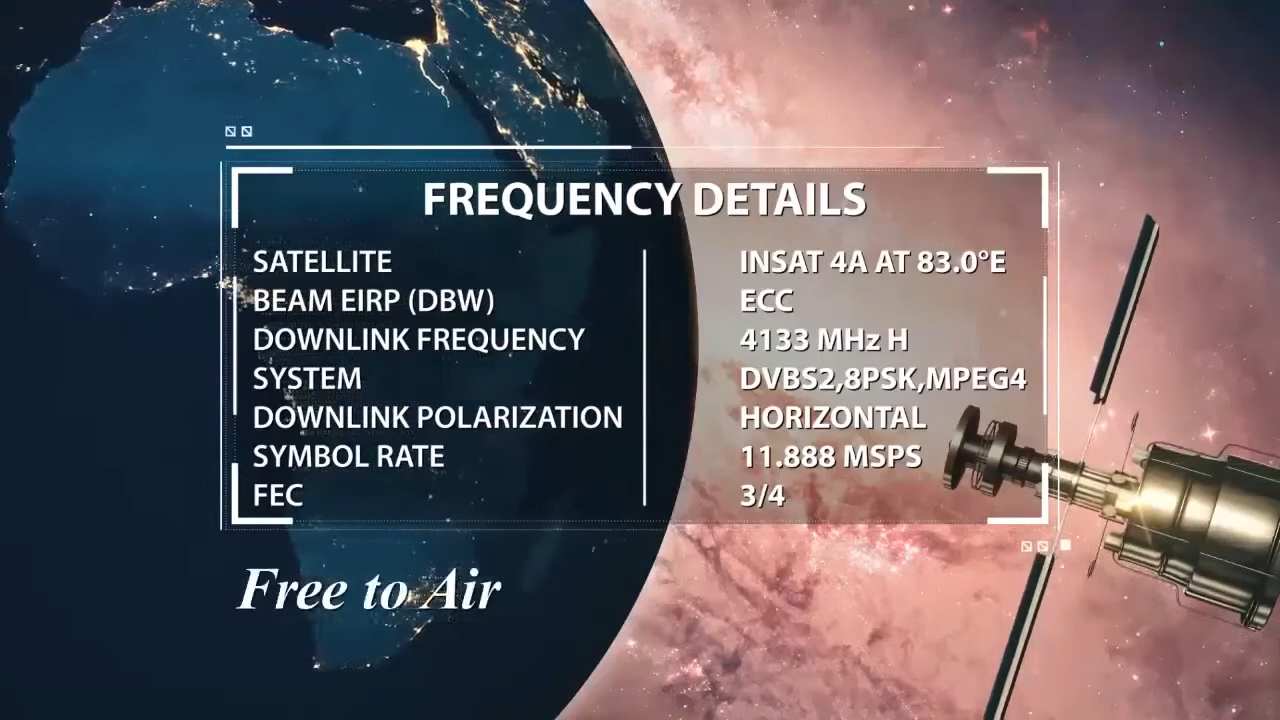 FREQUENCY DETAILS
SATELLITE INSAT 4A AT 83.0°E
BEAM EIRP (DBW) ECC
DOWNLINK FREQUENCY 4133 MHz H
SYSTEM DVBS2,8PSK,MPEG4
DOWNLINK POLARIZATION HORIZONTAL
SYMBOL RATE 11.888 MSPS
FEC 3/4
Free to Air